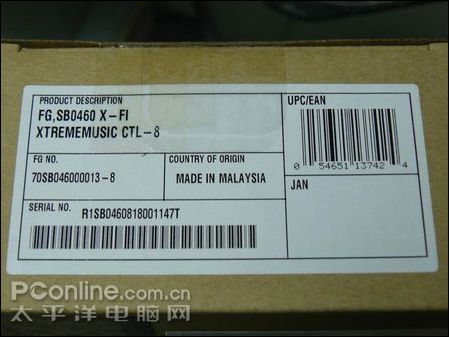 PRODUCT DESCRIPTION
FG,SB0460 X-FI
XTREMEMUSIC CTL-8
FG NO.
70SB046000013-8
COUNTRY OF ORIGIN
MADE IN MALAYSIA
SERIAL NO.
R1SB0460818001147T
UPC/EAN
0 54651 13742 4
JAN
PConline.com.cn
太平洋电脑网